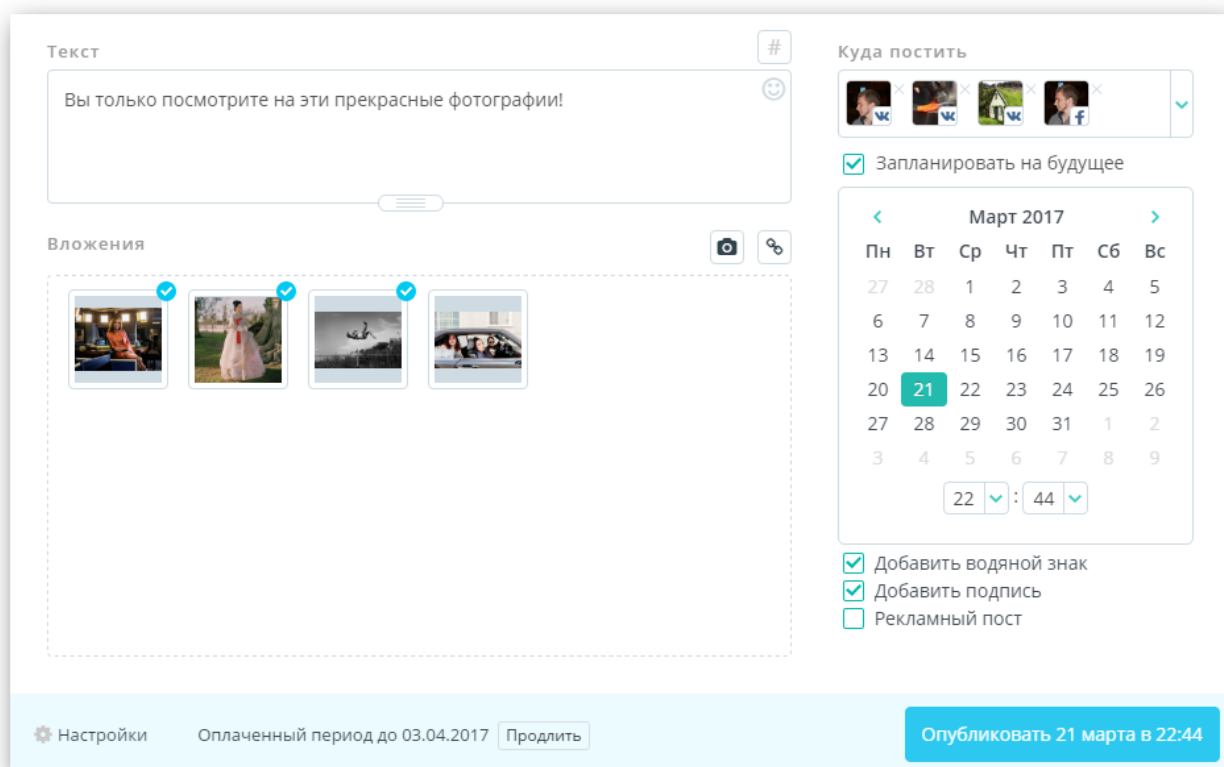 Текст
#
Вы только посмотрите на эти прекрасные фотографии!
Вложения
Куда постить
Запланировать на будущее
Март 2017
Пн Вт Ср Чт Пт Сб Вс
27 28 1 2 3 4 5
6 7 8 9 10 11 12
13 14 15 16 17 18 19
20 21 22 23 24 25 26
27 28 29 30 31 1 2
3 4 5 6 7 8 9
22 : 44
Добавить водяной знак
Добавить подпись
Рекламный пост
Настройки Оплаченный период до 03.04.2017 Продлить Опубликовать 21 марта в 22:44